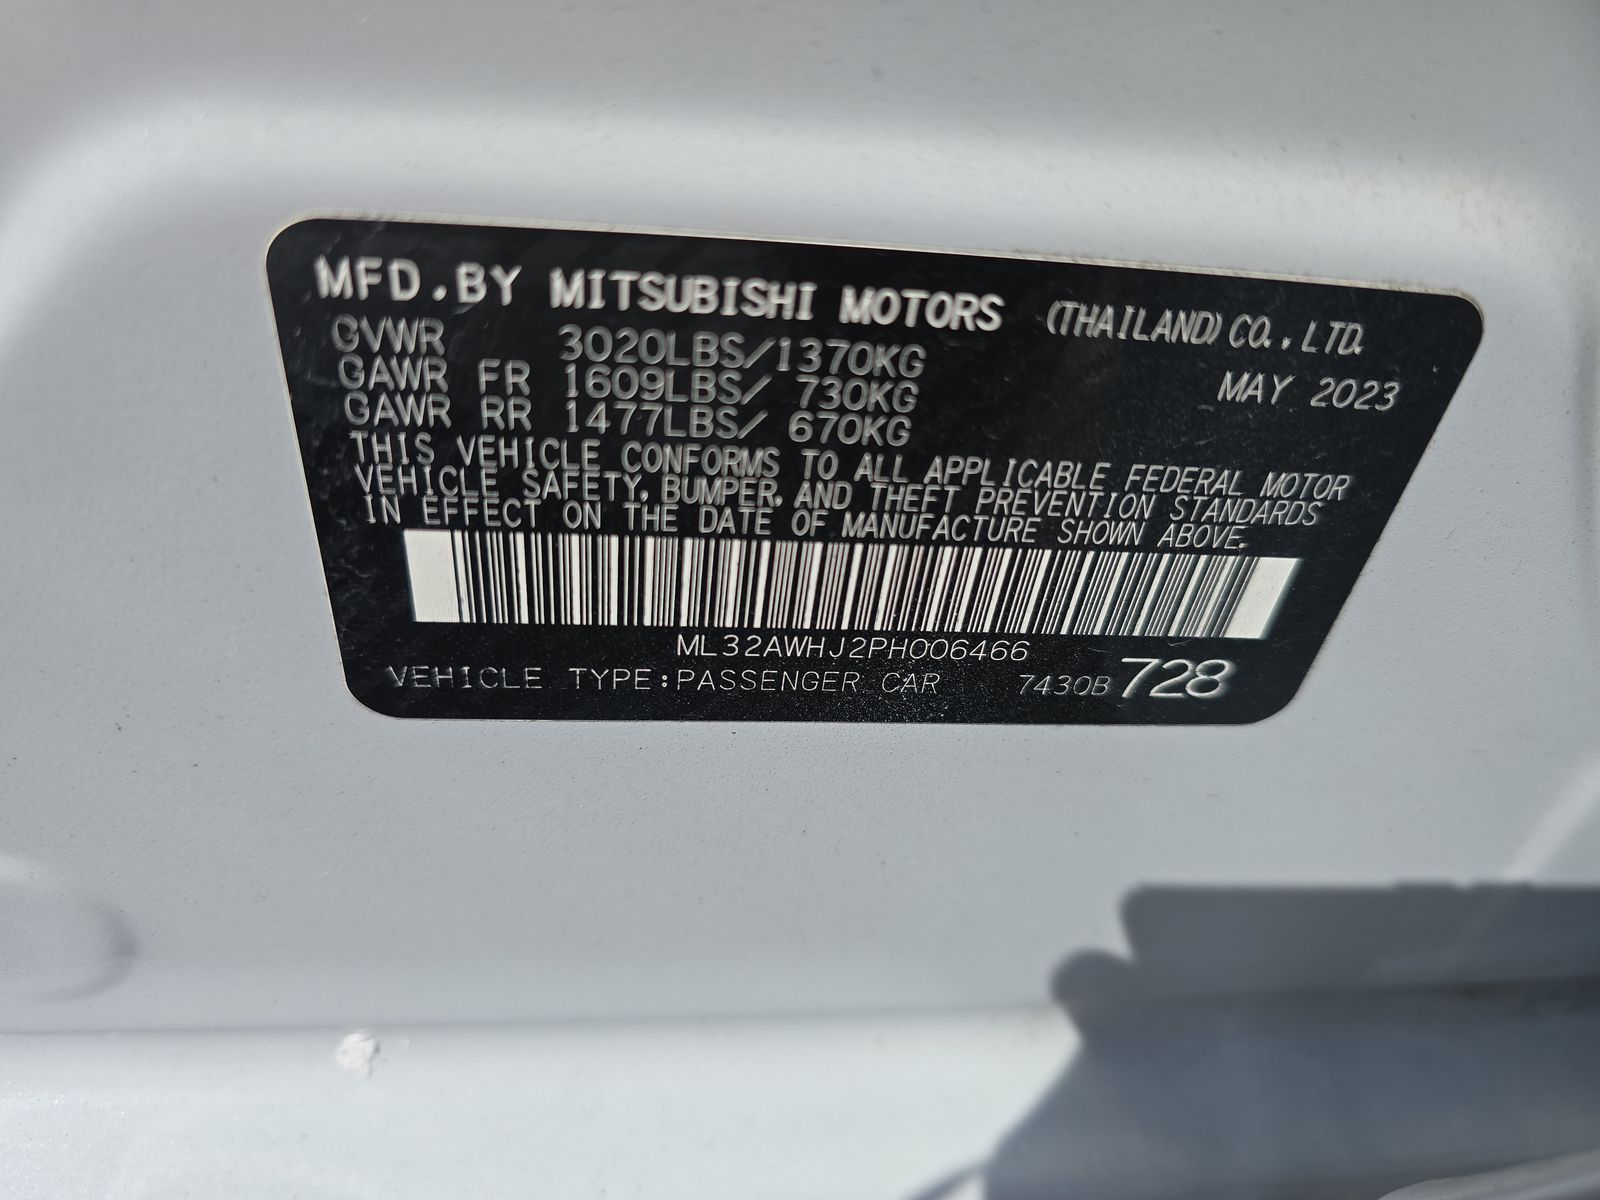 MFD.BY MITSUBISHI MOTORS (THAILAND) CO.,LTD.
GVWR 3020LBS/1370KG
MAY 2023
GAWR FR 1609LBS/ 730KG
GAWR RR 1477LBS/ 670KG
THIS VEHICLE CONFORMS TO ALL APPLICABLE FEDERAL MOTOR
VEHICLE SAFETY, BUMPER, AND THEFT PREVENTION STANDARDS
IN EFFECT ON THE DATE OF MANUFACTURE SHOWN ABOVE.
ML32AWHJ2PH006466
VEHICLE TYPE:PASSENGER CAR 7430B 728